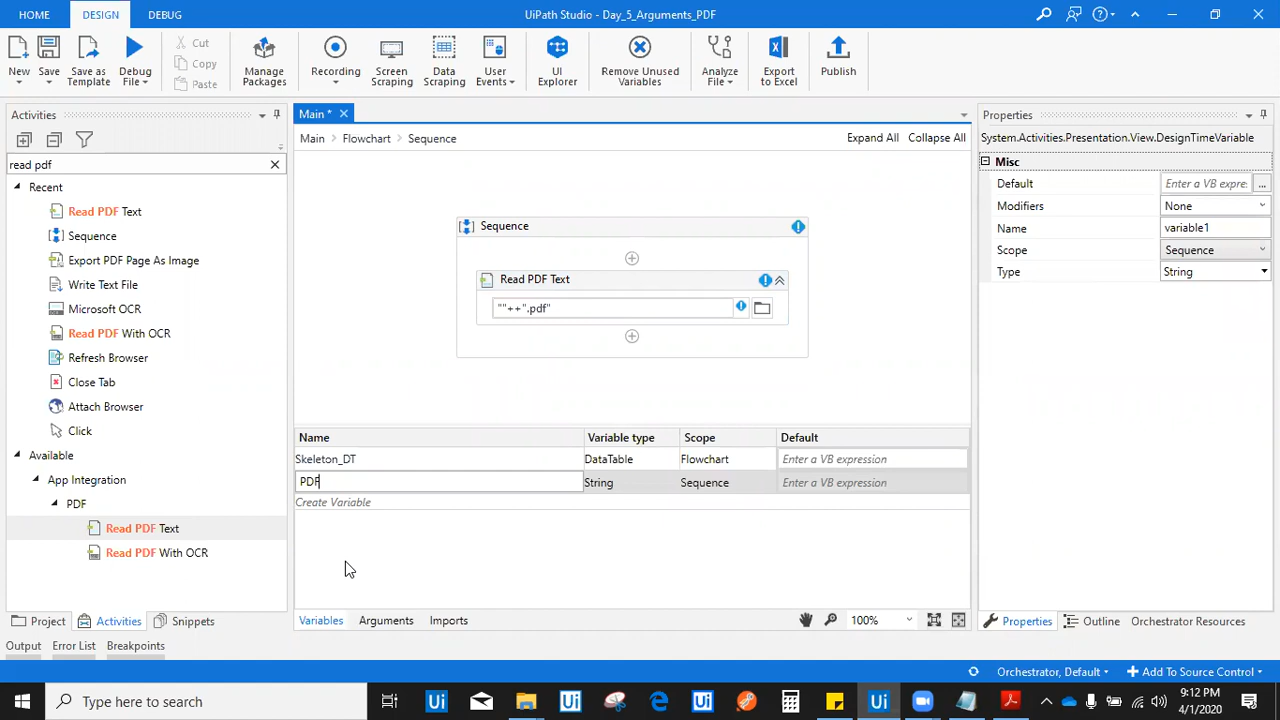 HOME
DESIGN
DEBUG
UiPath Studio - Day_5_Arguments_PDF
New
Save
Save as
Template
Debug
File
Cut
Copy
Paste
Manage
Packages
Recording
Screen
Scraping
Data
Scraping
User
Events
UI
Explorer
Remove Unused
Variables
Analyze
File
Export
to Excel
Publish
Activities
read pdf
Recent
Read PDF Text
Sequence
Export PDF Page As Image
Write Text File
Microsoft OCR
Read PDF With OCR
Refresh Browser
Close Tab
Attach Browser
Click
Available
App Integration
PDF
Read PDF Text
Read PDF With OCR
Project
Activities
Snippets
Main *
Main > Flowchart > Sequence
Expand All
Collapse All
Sequence
Read PDF Text
""++".pdf"
Name
Variable type
Scope
Default
Skeleton_DT
DataTable
Flowchart
Enter a VB expression
PDF
String
Sequence
Enter a VB expression
Create Variable
Variables
Arguments
Imports
100%
Properties
System.Activities.Presentation.View.DesignTimeVariable
Misc
Default
Enter a VB expre:
...
Modifiers
None
Name
variable1
Scope
Sequence
Type
String
Properties
Outline
Orchestrator Resources
Output
Error List
Breakpoints
Orchestrator, Default
Add To Source Control
Type here to search
Ui
Ui
Ui
Ui
9:12 PM
4/1/2020